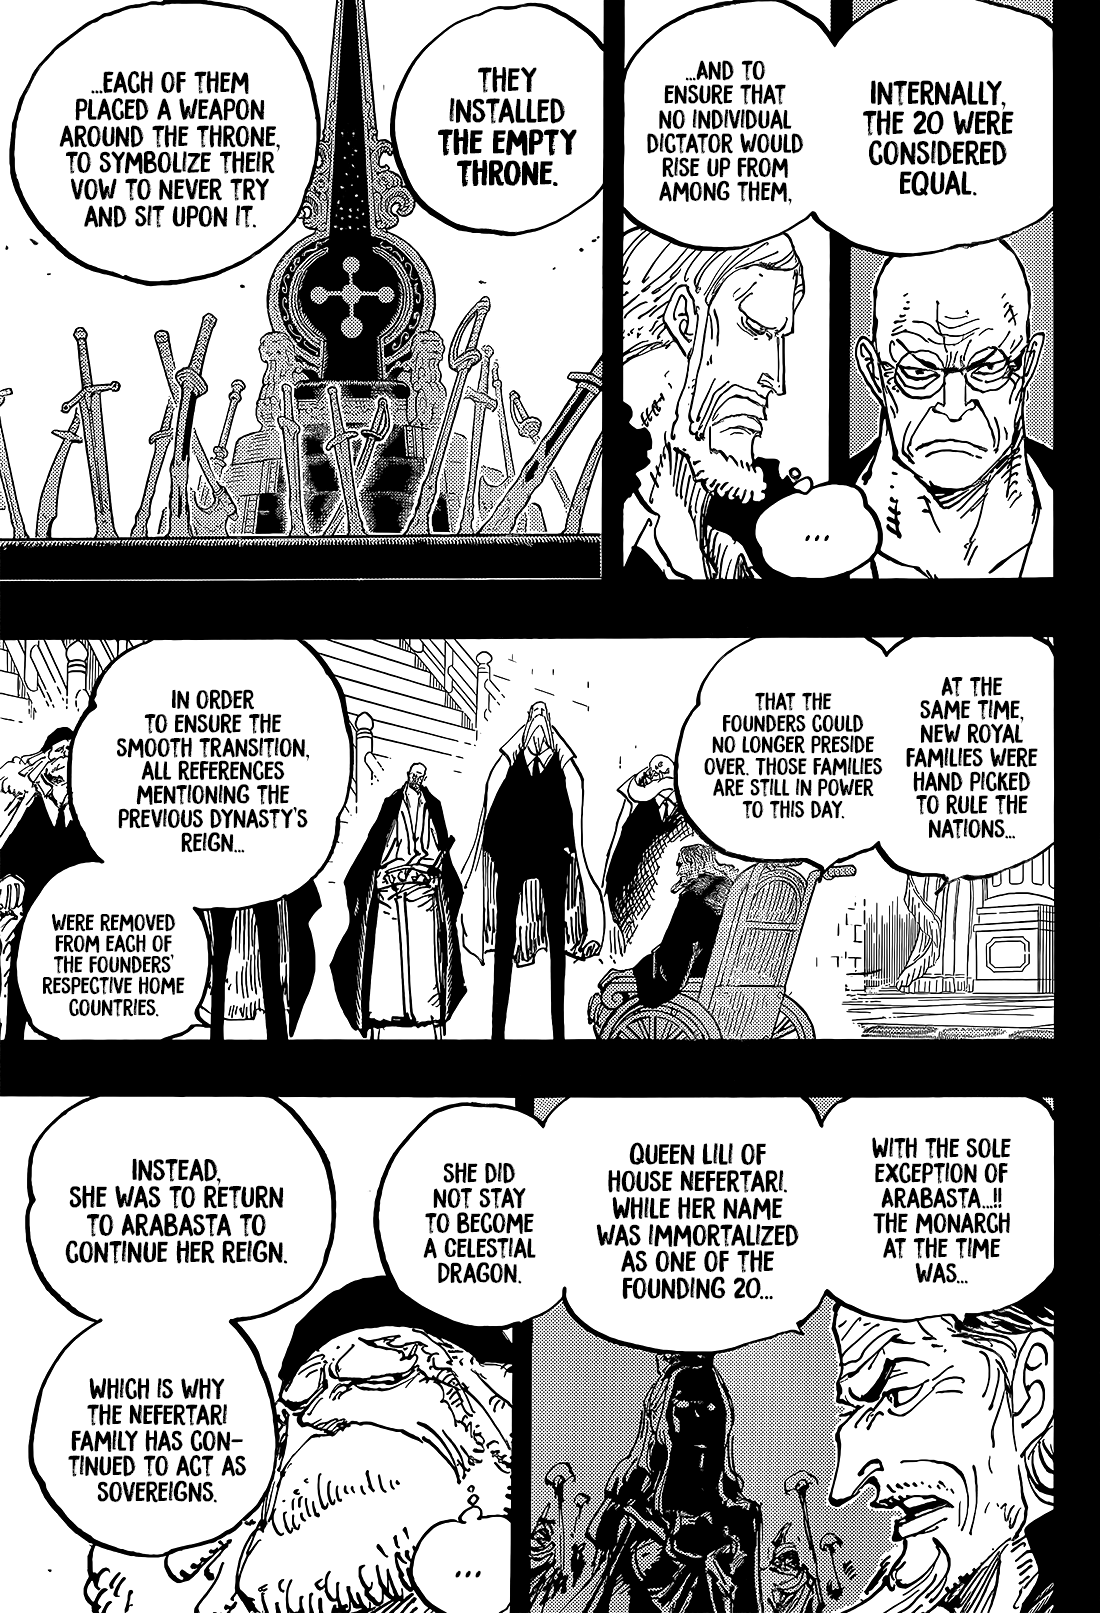 INTERNALLY,
THE 20 WERE
CONSIDERED
EQUAL.
...AND TO
ENSURE THAT
NO INDIVIDUAL
DICTATOR WOULD
RISE UP FROM
AMONG THEM,
...
THEY
INSTALLED
THE EMPTY
THRONE.
...EACH OF THEM
PLACED A WEAPON
AROUND THE THRONE,
TO SYMBOLIZE THEIR
VOW TO NEVER TRY
AND SIT UPON IT.
AT THE
SAME TIME,
NEW ROYAL
FAMILIES WERE
HAND PICKED
TO RULE THE
NATIONS...
THAT THE
FOUNDERS COULD
NO LONGER PRESIDE
OVER. THOSE FAMILIES
ARE STILL IN POWER
TO THIS DAY.
IN ORDER
TO ENSURE THE
SMOOTH TRANSITION,
ALL REFERENCES
MENTIONING THE
PREVIOUS DYNASTY'S
REIGN...
WERE REMOVED
FROM EACH OF
THE FOUNDERS'
RESPECTIVE HOME
COUNTRIES.
WITH THE SOLE
EXCEPTION OF
ARABASTA...!!
THE MONARCH
AT THE TIME
WAS...
QUEEN LILI OF
HOUSE NEFERTARI.
WHILE HER NAME
WAS IMMORTALIZED
AS ONE OF THE
FOUNDING 20...
SHE DID
NOT STAY
TO BECOME
A CELESTIAL
DRAGON.
INSTEAD,
SHE WAS TO RETURN
TO ARABASTA TO
CONTINUE HER REIGN.
WHICH IS WHY
THE NEFERTARI
FAMILY HAS CON-
TINUED TO ACT AS
SOVEREIGNS.
...